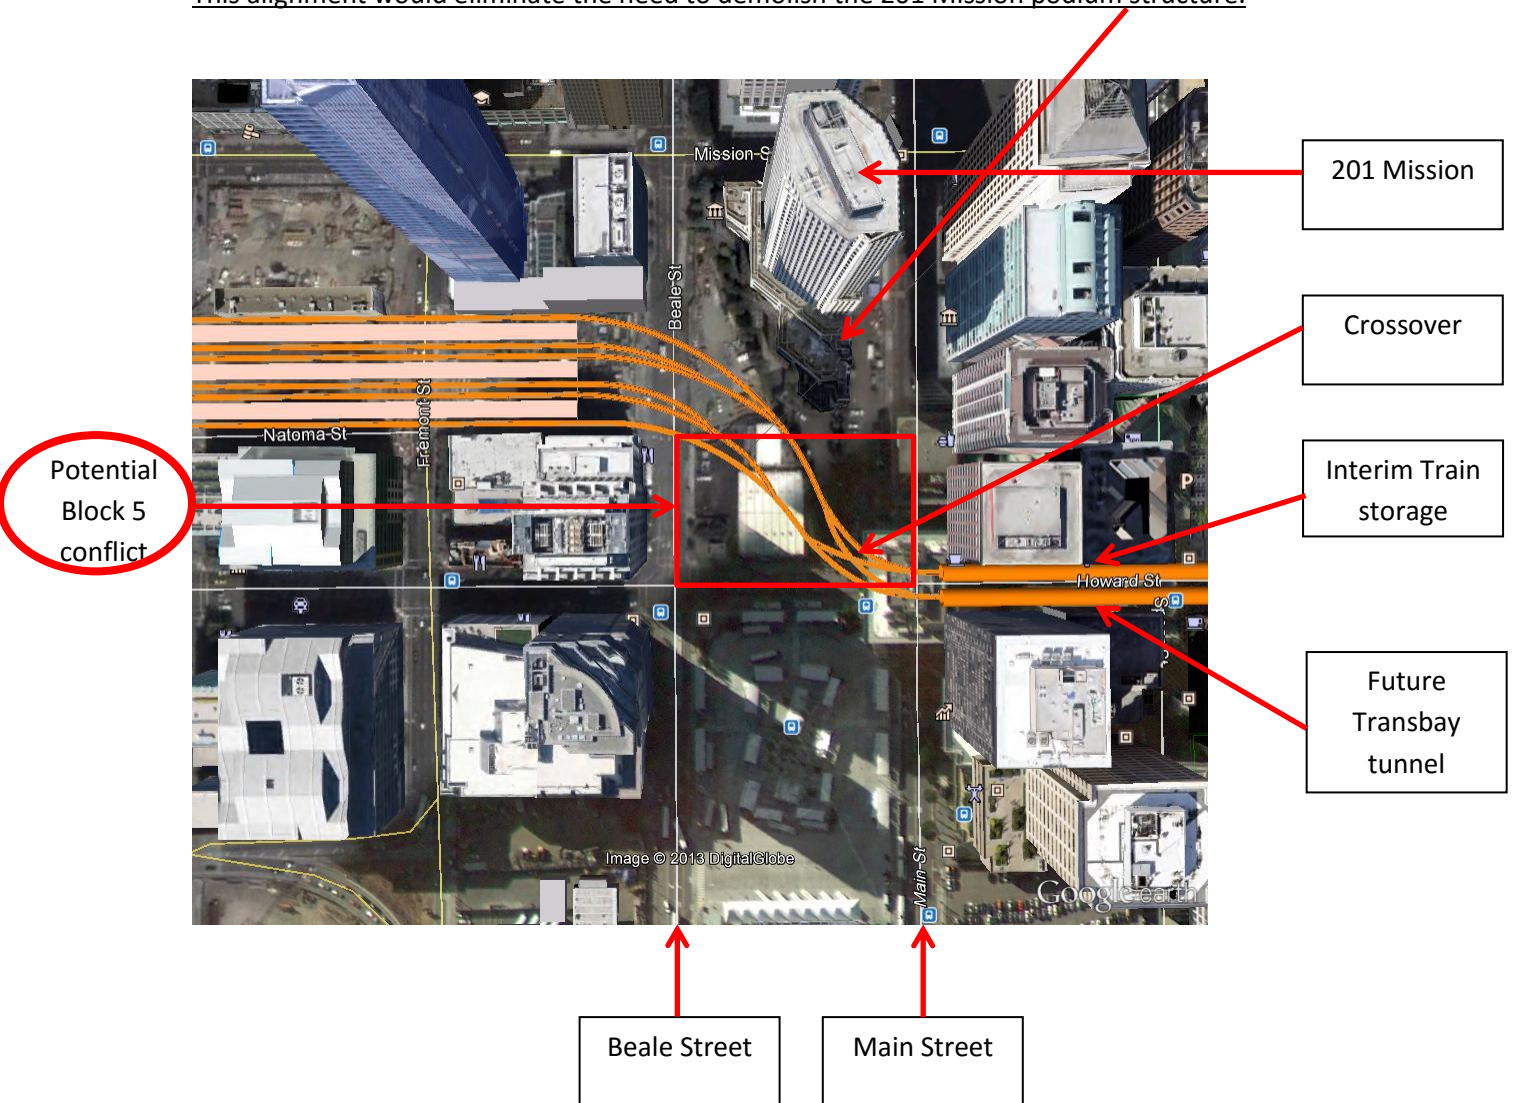 This alignment would eliminate the need to demolish the 201 Mission podium structure.
Mission S
201 Mission
Beale-St
Crossover
Fremont-St
Natoma-St
Potential
Block 5
conflict
P
Interim Train
storage
Howard-St
Future
Transbay
tunnel
Image © 2013 DigitalGlobe
Main-St
Google earth
Beale Street
Main Street